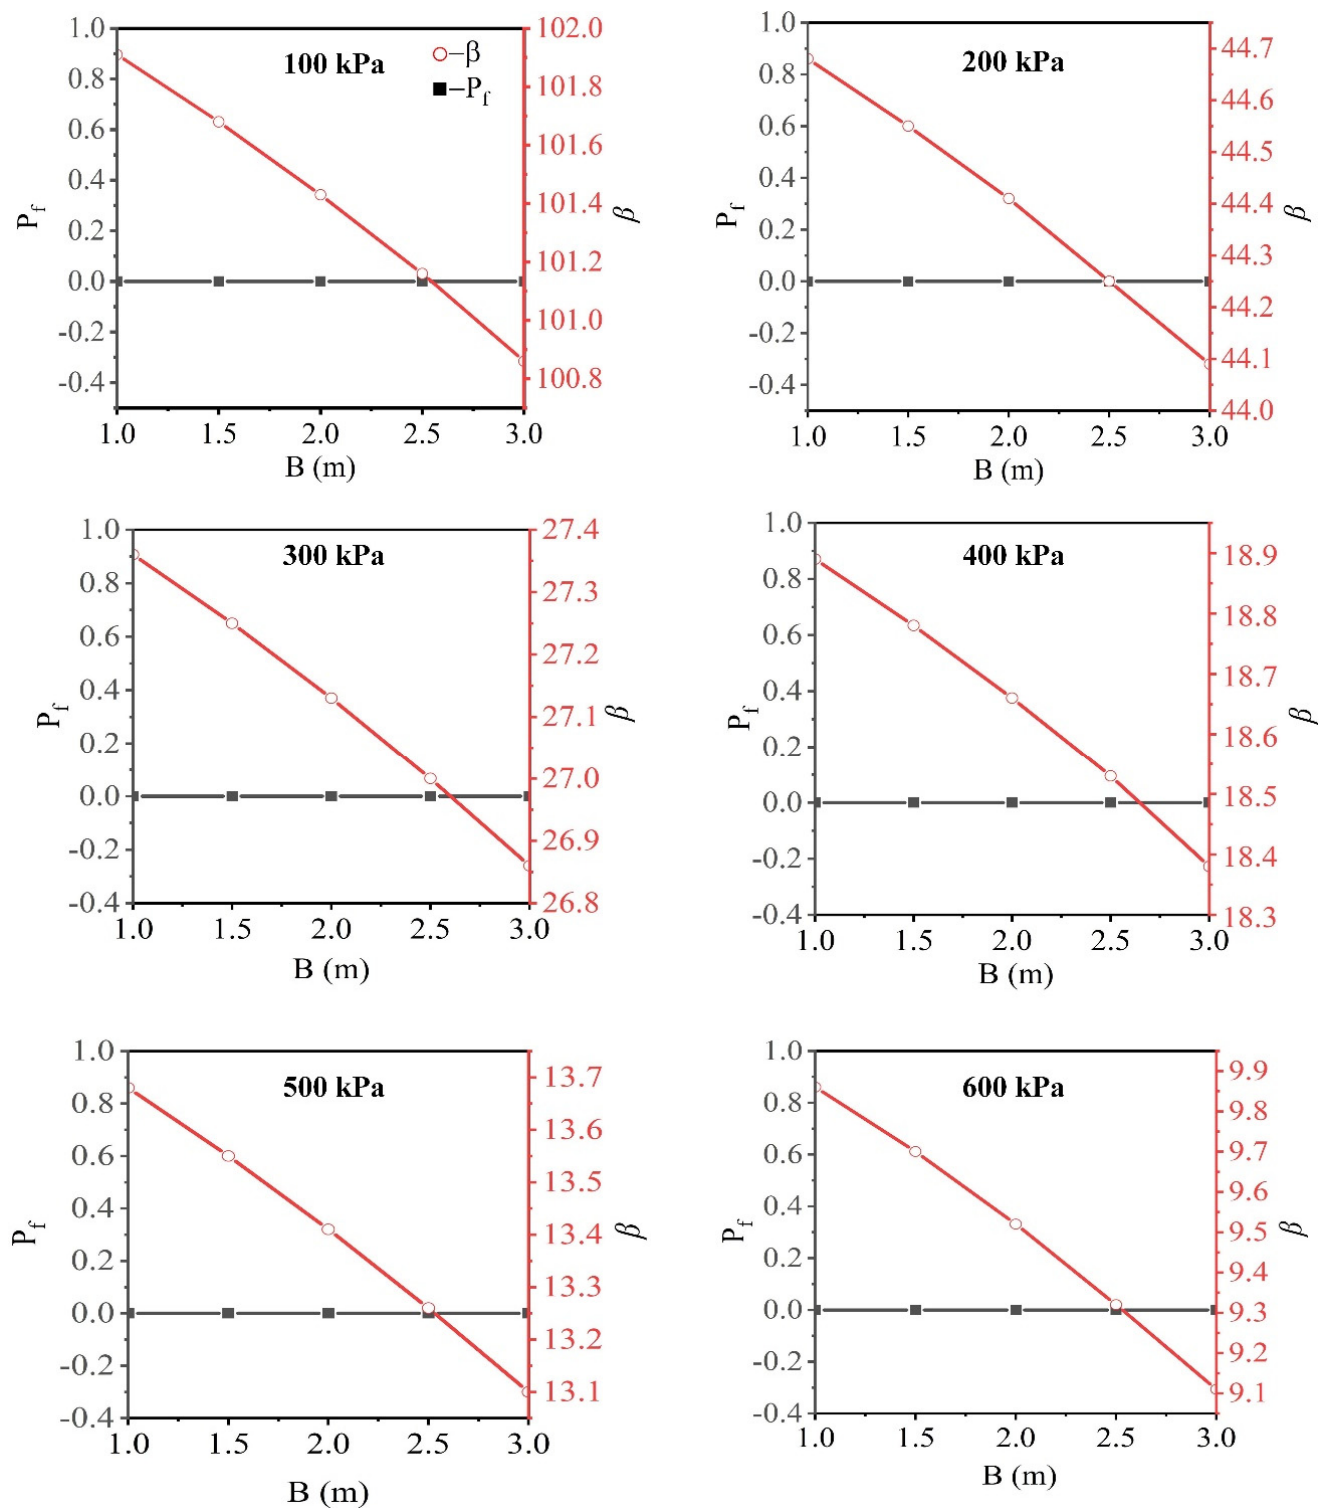 100 kPa
–β
–Pf
1.0
0.8
0.6
0.4
0.2
0.0
-0.2
-0.4
Pf
102.0
101.8
101.6
101.4
101.2
101.0
100.8
β
1.0 1.5 2.0 2.5 3.0
B (m)
200 kPa
1.0
0.8
0.6
0.4
0.2
0.0
-0.2
-0.4
Pf
44.7
44.6
44.5
44.4
44.3
44.2
44.1
44.0
β
1.0 1.5 2.0 2.5 3.0
B (m)
300 kPa
1.0
0.8
0.6
0.4
0.2
0.0
-0.2
-0.4
Pf
27.4
27.3
27.2
27.1
27.0
26.9
26.8
β
1.0 1.5 2.0 2.5 3.0
B (m)
400 kPa
1.0
0.8
0.6
0.4
0.2
0.0
-0.2
-0.4
Pf
18.9
18.8
18.7
18.6
18.5
18.4
18.3
β
1.0 1.5 2.0 2.5 3.0
B (m)
500 kPa
1.0
0.8
0.6
0.4
0.2
0.0
-0.2
-0.4
Pf
13.7
13.6
13.5
13.4
13.3
13.2
13.1
β
1.0 1.5 2.0 2.5 3.0
B (m)
600 kPa
1.0
0.8
0.6
0.4
0.2
0.0
-0.2
-0.4
Pf
9.9
9.8
9.7
9.6
9.5
9.4
9.3
9.2
9.1
β
1.0 1.5 2.0 2.5 3.0
B (m)